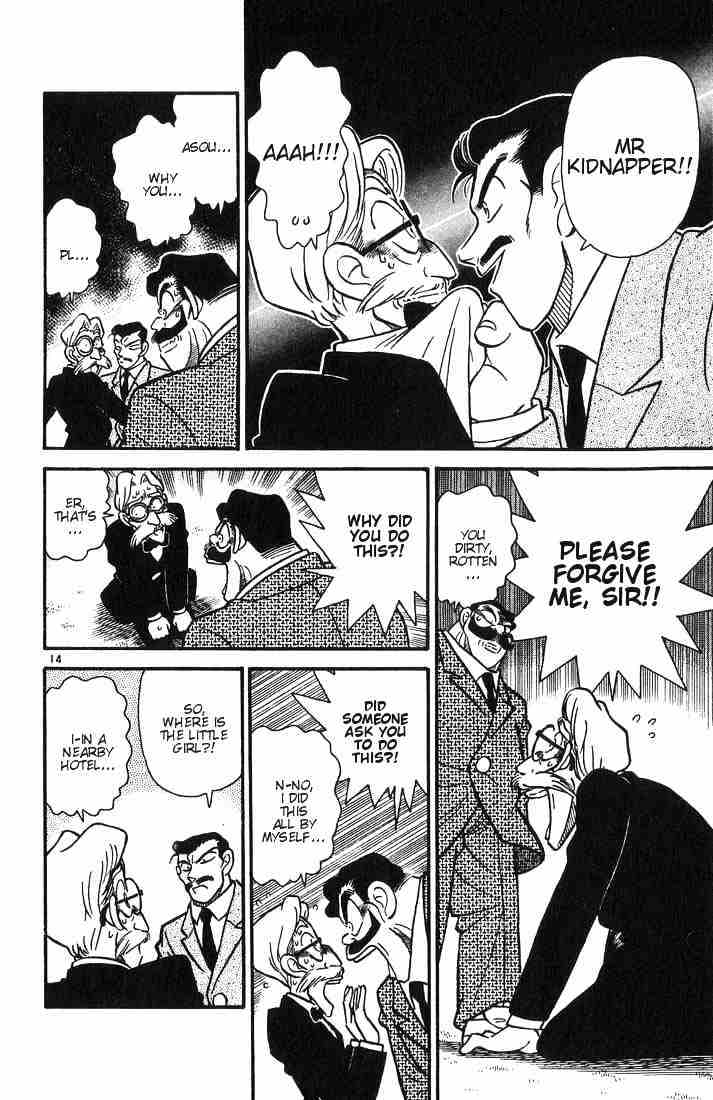 MR
KIDNAPPER!!
AAAH!!!
ASOU...
WHY
YOU...
PL...
PLEASE
FORGIVE
ME, SIR!!
YOU
DIRTY,
ROTTEN
...
WHY DID
YOU DO
THIS?!
ER,
THAT'S
...
14
DID
SOMEONE
ASK YOU
TO DO
THIS?!
N-NO,
I DID
THIS
ALL BY
MYSELF...
SO,
WHERE IS
THE LITTLE
GIRL?!
I-IN A
NEARBY
HOTEL...